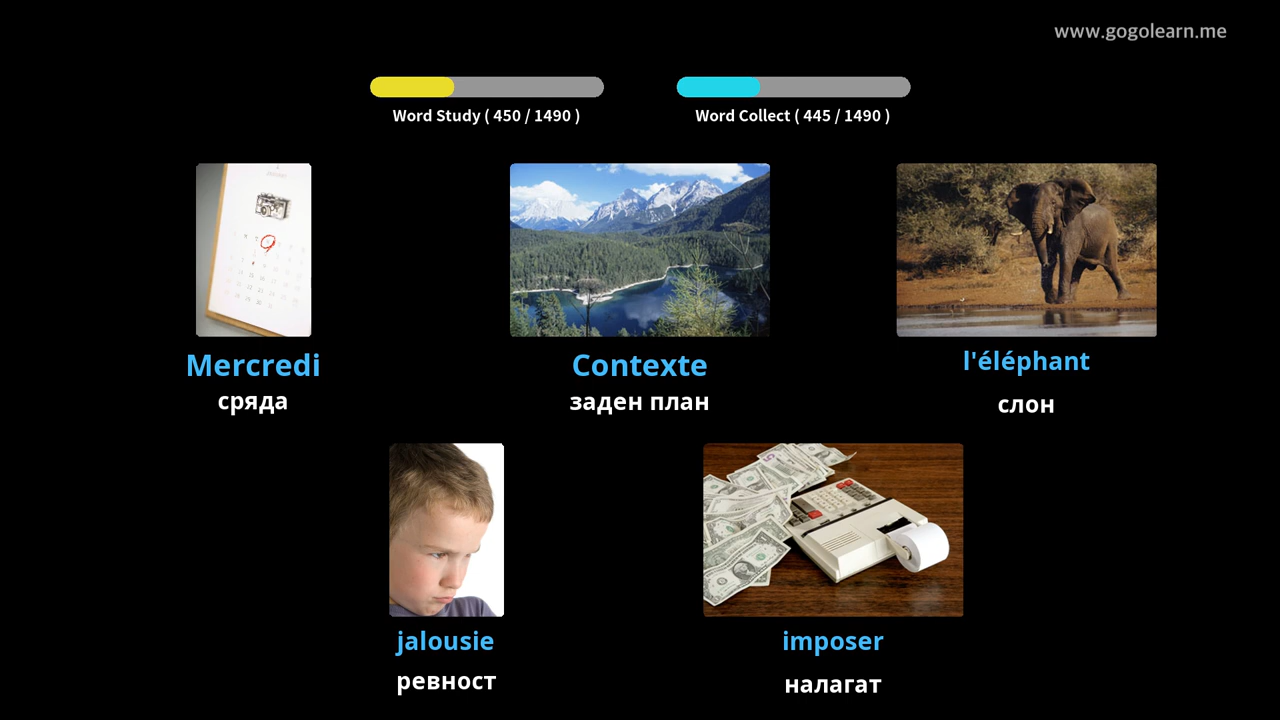 www.gogolearn.me
Word Study ( 450 / 1490 )
Word Collect ( 445 / 1490 )
Mercredi
сряда
Contexte
заден план
l'éléphant
слон
jalousie
ревност
imposer
налагат